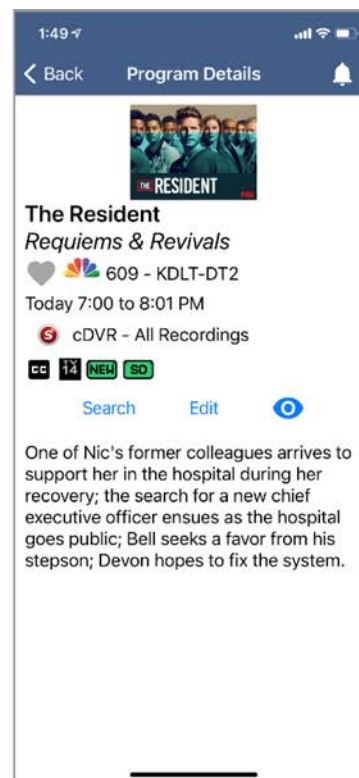 1:49
Back Program Details
THE RESIDENT
FOX
The Resident
Requiems & Revivals
609 - KDLT-DT2
Today 7:00 to 8:01 PM
S cDVR - All Recordings
CC TV 14 NEW SD
Search Edit
One of Nic's former colleagues arrives to
support her in the hospital during her
recovery; the search for a new chief
executive officer ensues as the hospital
goes public; Bell seeks a favor from his
stepson; Devon hopes to fix the system.